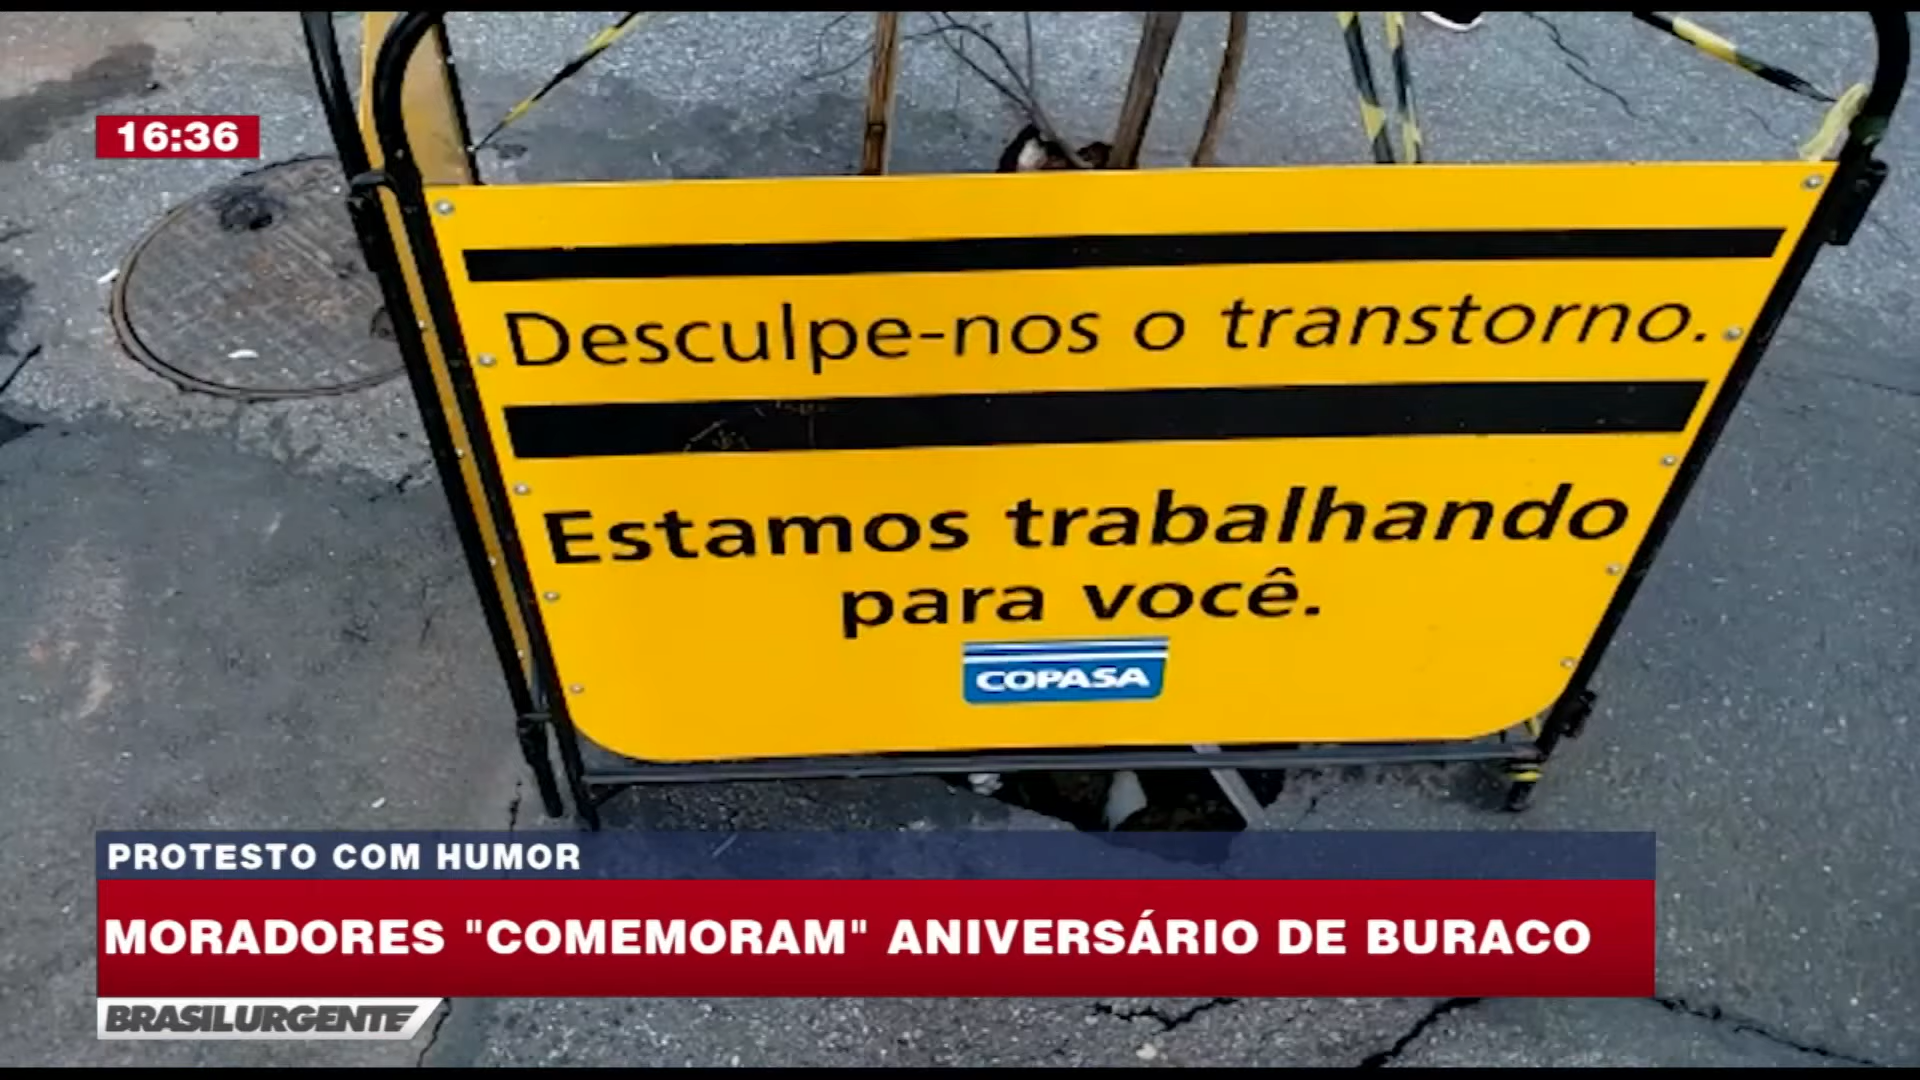 16:36
Desculpe-nos o transtorno.
Estamos trabalhando
para você.
COPASA
PROTESTO COM HUMOR
MORADORES "COMEMORAM" ANIVERSÁRIO DE BURACO
BRASILURGENTE